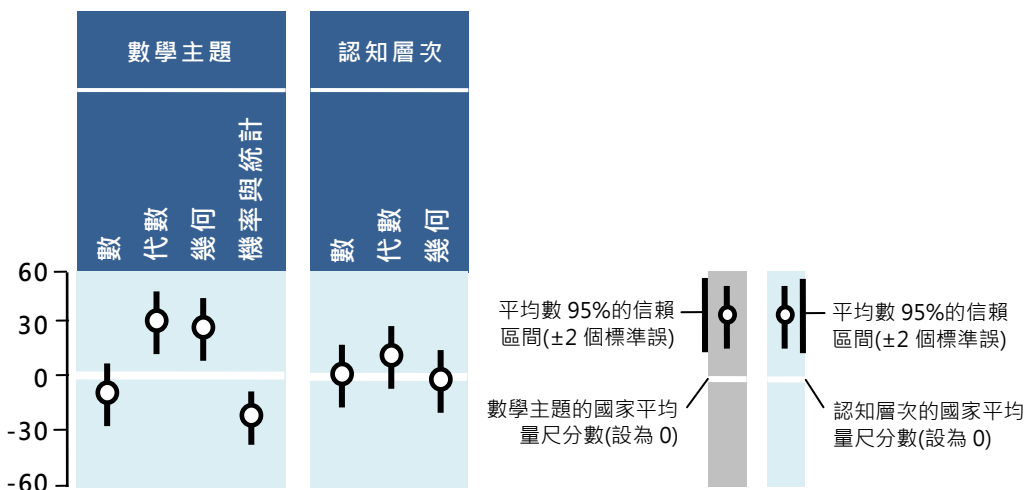 數學主題
認知層次
數
代數
幾何
機率與統計
數
代數
幾何
60
30
0
-30
-60
平均數 95%的信賴
區間(±2 個標準誤)
平均數 95%的信賴
區間(±2 個標準誤)
數學主題的國家平均
量尺分數(設為 0)
認知層次的國家平均
量尺分數(設為 0)